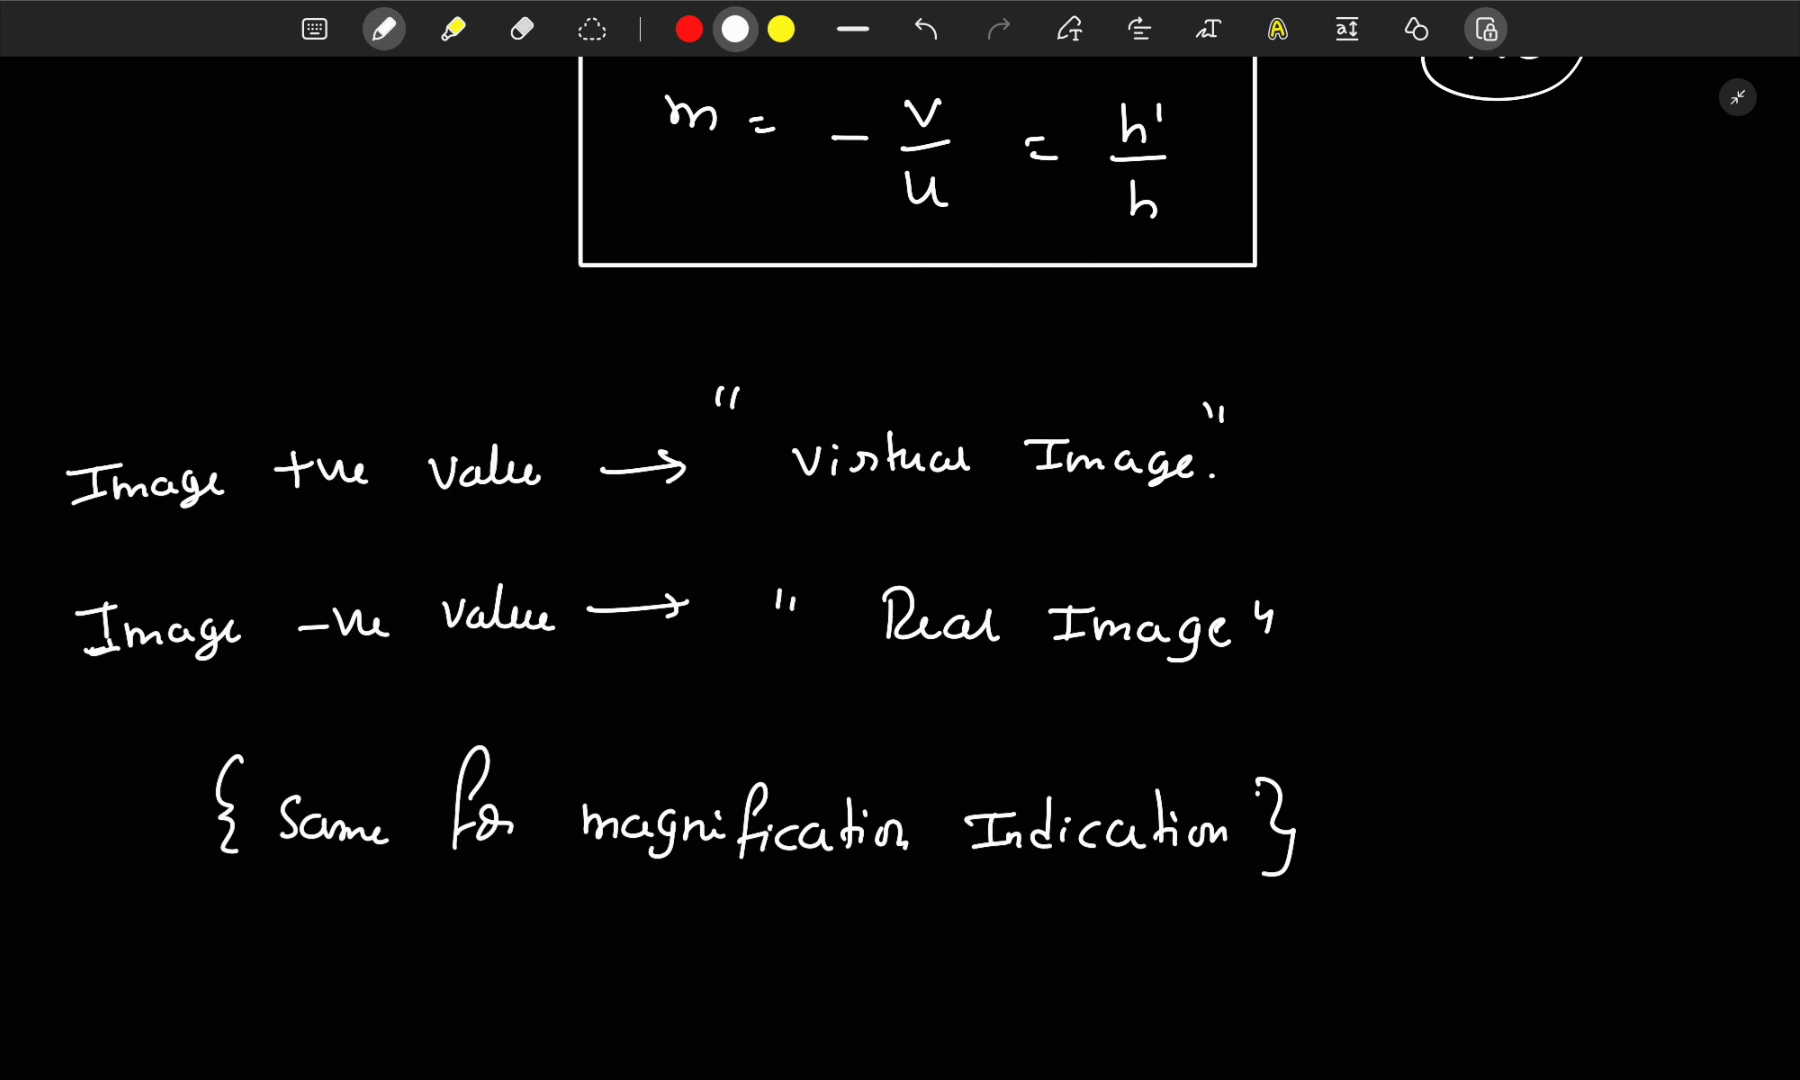 m = - v/u = h'/h
Image +ve value → " virtual Image."
Image -ve value → " Real Image"
{ Same for magnification Indication }